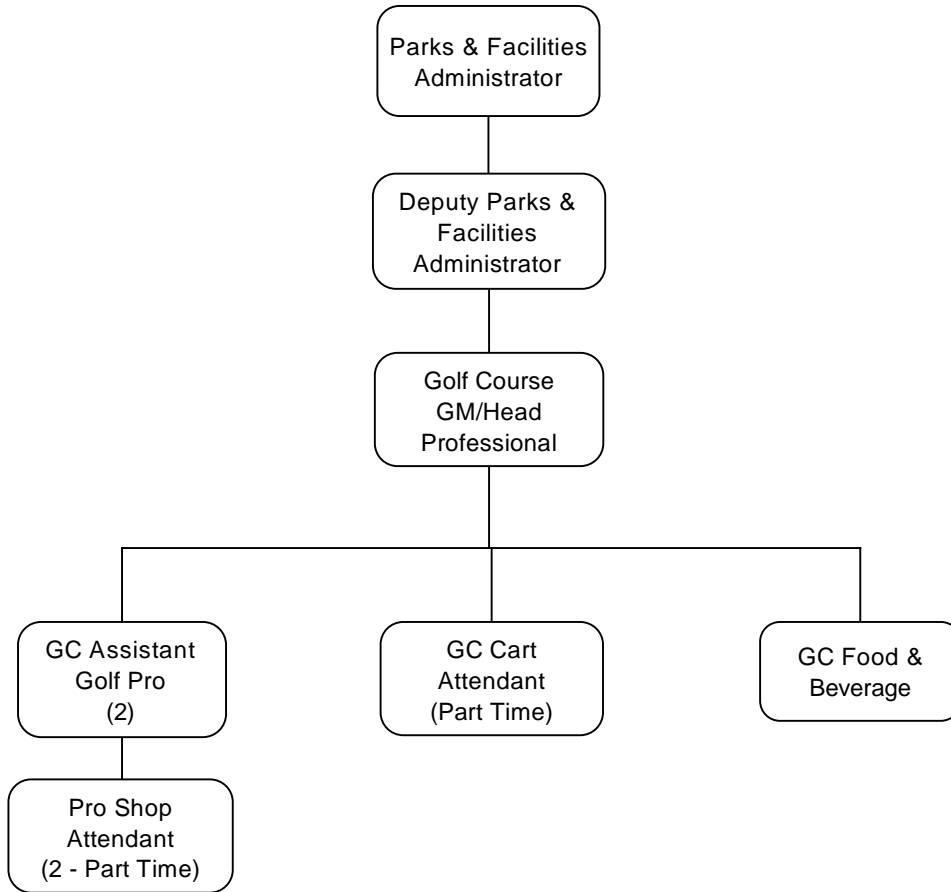 Parks & Facilities
Administrator
Deputy Parks &
Facilities
Administrator
Golf Course
GM/Head
Professional
GC Assistant
Golf Pro
(2)
GC Cart
Attendant
(Part Time)
GC Food &
Beverage
Pro Shop
Attendant
(2 - Part Time)